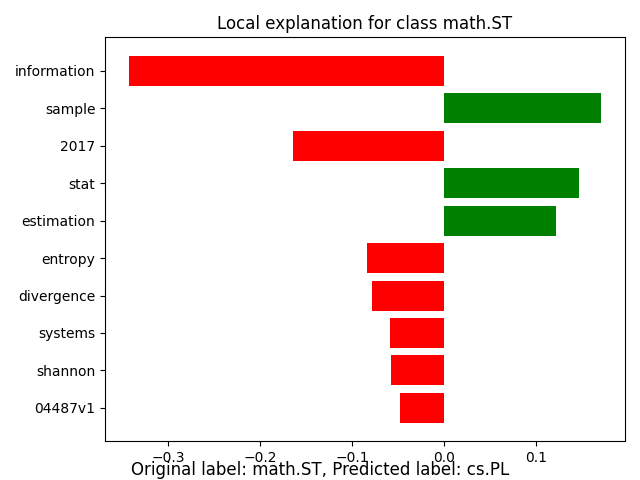 Local explanation for class math.ST
information
sample
2017
stat
estimation
entropy
divergence
systems
shannon
04487v1
−0.3 −0.2 −0.1 0.0 0.1
Original label: math.ST, Predicted label: cs.PL